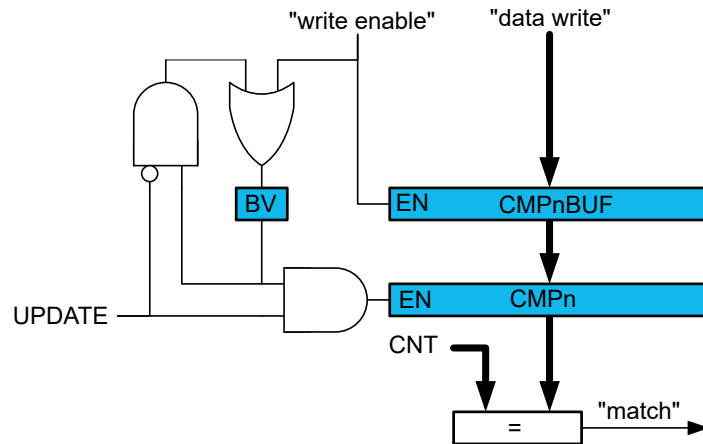 "write enable" "data write"
BV
EN CMPnBUF
EN CMPn
UPDATE
CNT
=
"match"